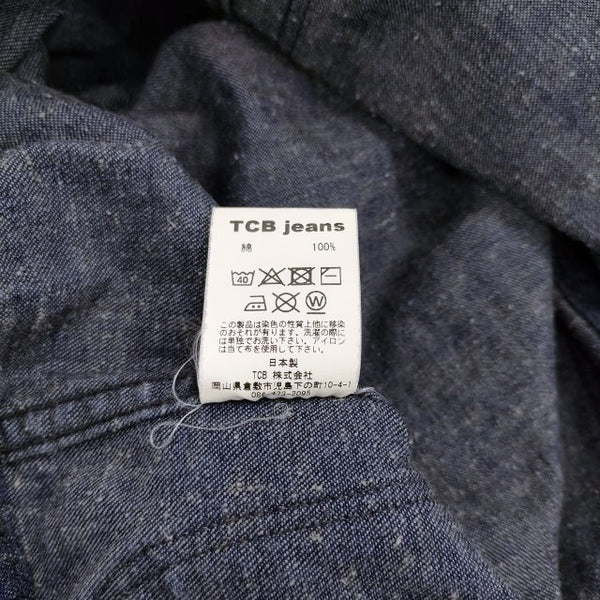 TCB jeans
綿 100%
40
W
この製品は染色の性質上他に移染
のおそれが有ります。洗濯の際に
は単独でお洗い下さい。アイロン
は当て布を使用して下さい。
日本製
TCB 株式会社
岡山県倉敷市児島下の町10-4-1